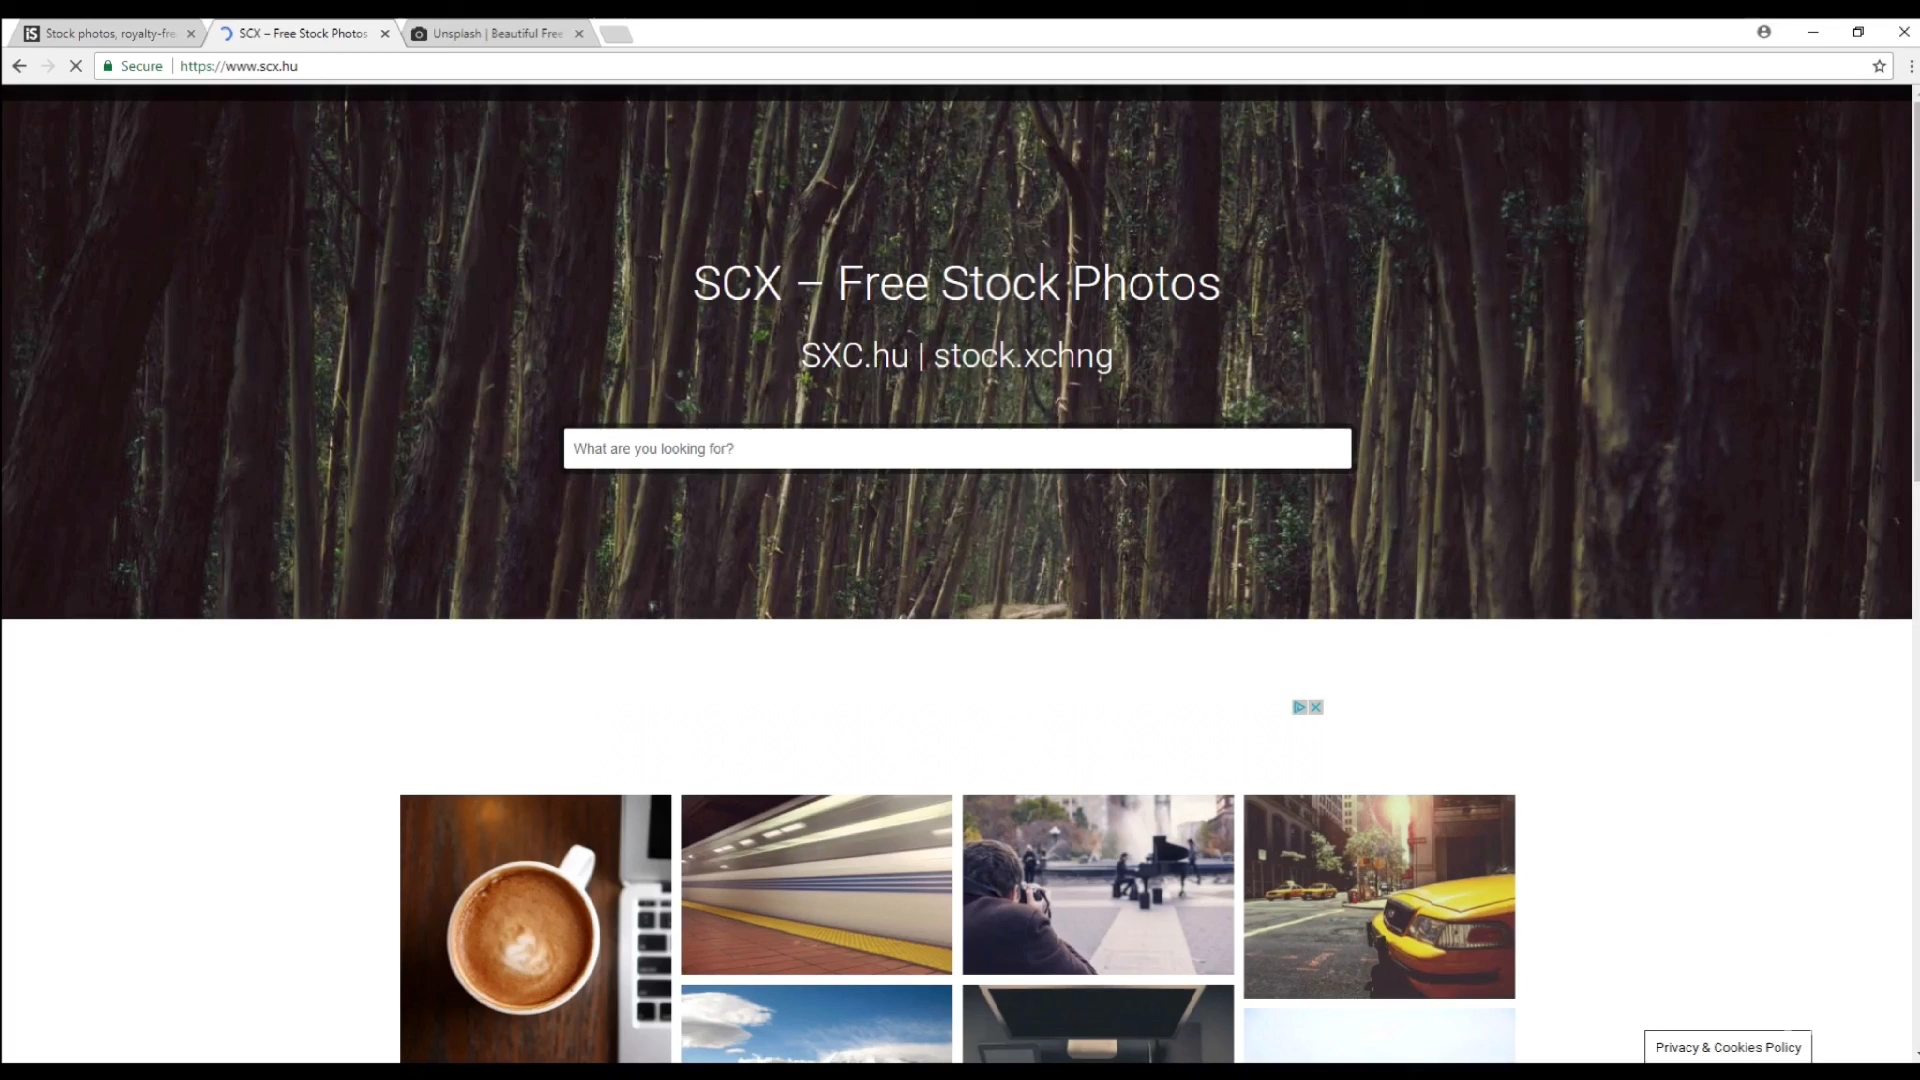 iS Stock photos, royalty-fre
SCX – Free Stock Photos
Unsplash | Beautiful Free
Secure
https://www.scx.hu
SCX – Free Stock Photos
SXC.hu | stock.xchng
What are you looking for?
Privacy & Cookies Policy